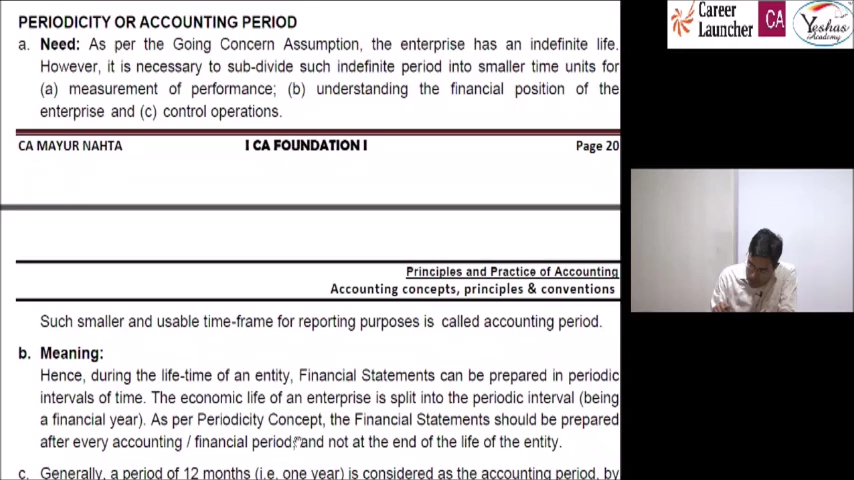 PERIODICITY OR ACCOUNTING PERIOD
a. Need: As per the Going Concern Assumption, the enterprise has an indefinite life.
However, it is necessary to sub-divide such indefinite period into smaller time units for
(a) measurement of performance; (b) understanding the financial position of the
enterprise and (c) control operations.
CA MAYUR NAHTA I CA FOUNDATION I Page 20
Principles and Practice of Accounting
Accounting concepts, principles & conventions
Such smaller and usable time-frame for reporting purposes is called accounting period.
b. Meaning:
Hence, during the life-time of an entity, Financial Statements can be prepared in periodic
intervals of time. The economic life of an enterprise is split into the periodic interval (being
a financial year). As per Periodicity Concept, the Financial Statements should be prepared
after every accounting / financial period, and not at the end of the life of the entity.
c. Generally, a period of 12 months (i.e. one year) is considered as the accounting period, by
Career
Launcher
CA
Yeshas
Academy